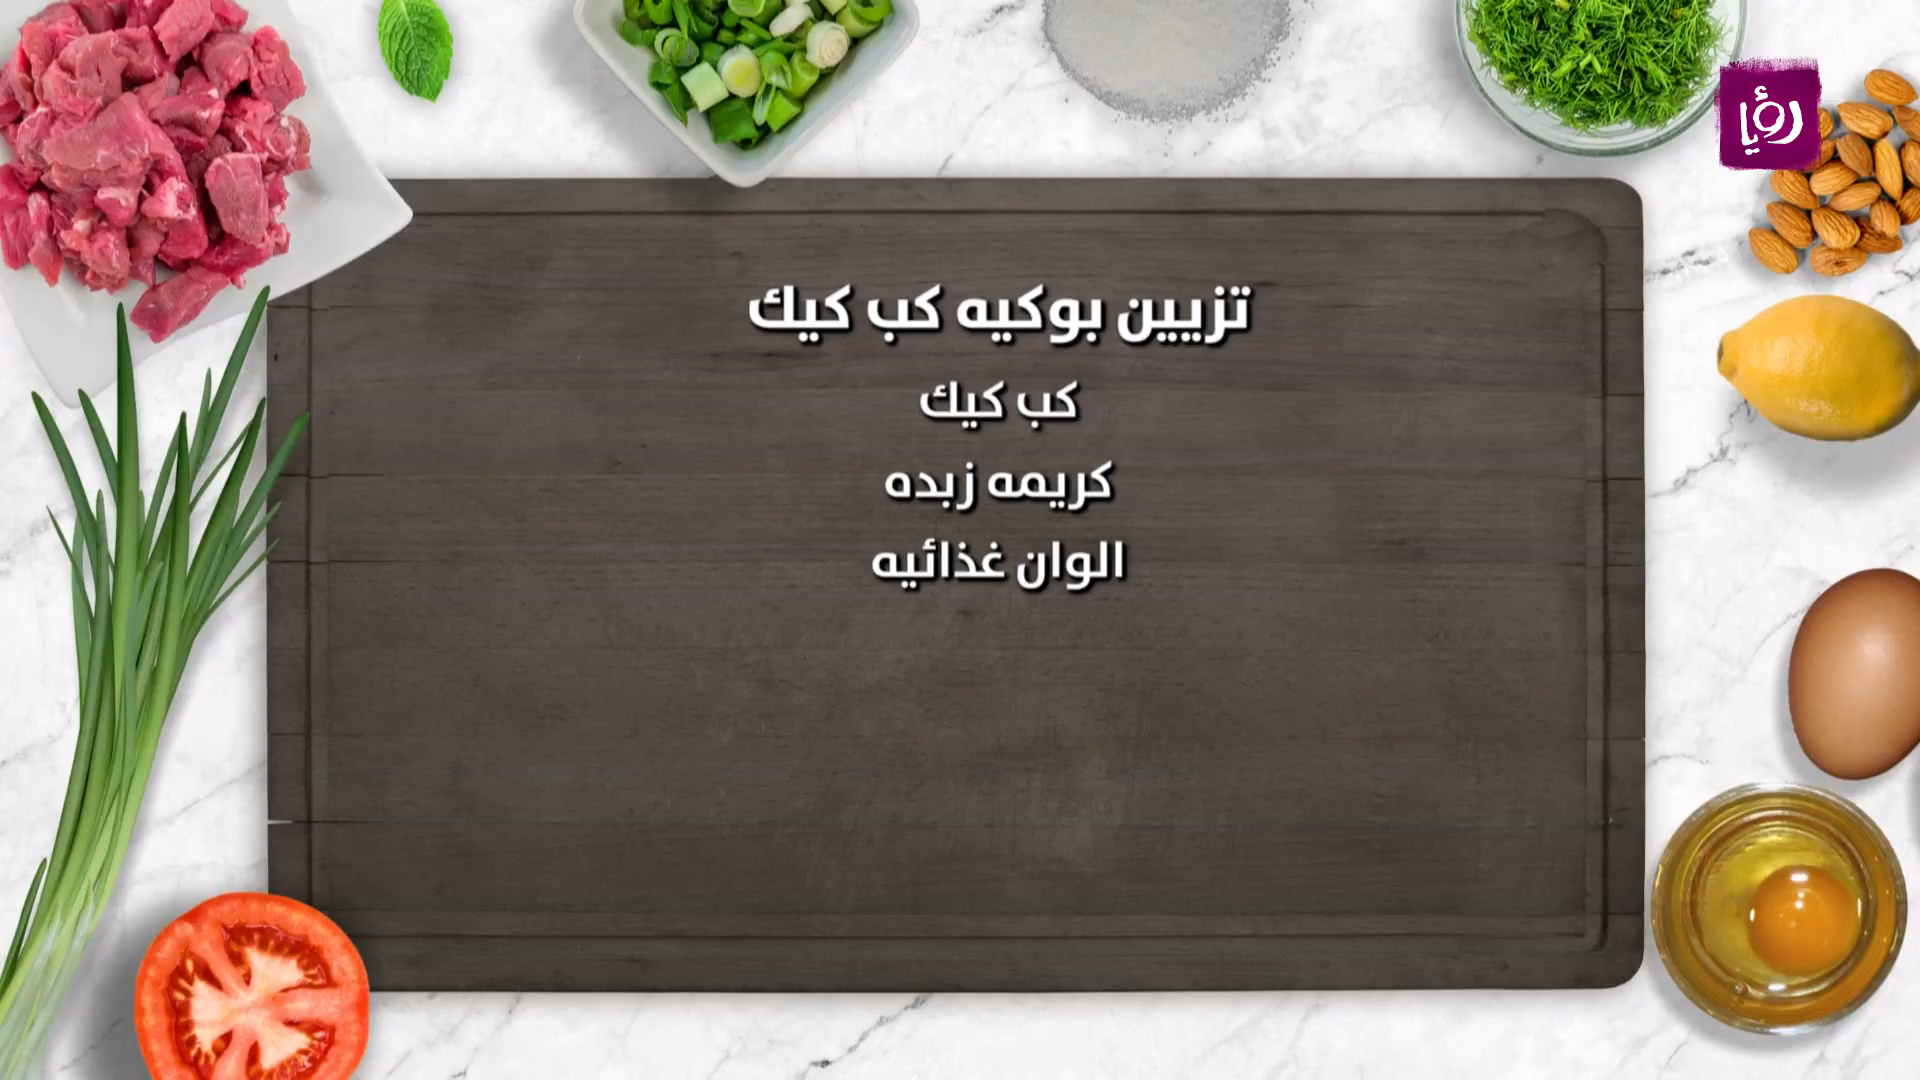 رؤيا
تزيين بوكيه كب كيك
كب كيك
كريمه زبده
الوان غذائيه